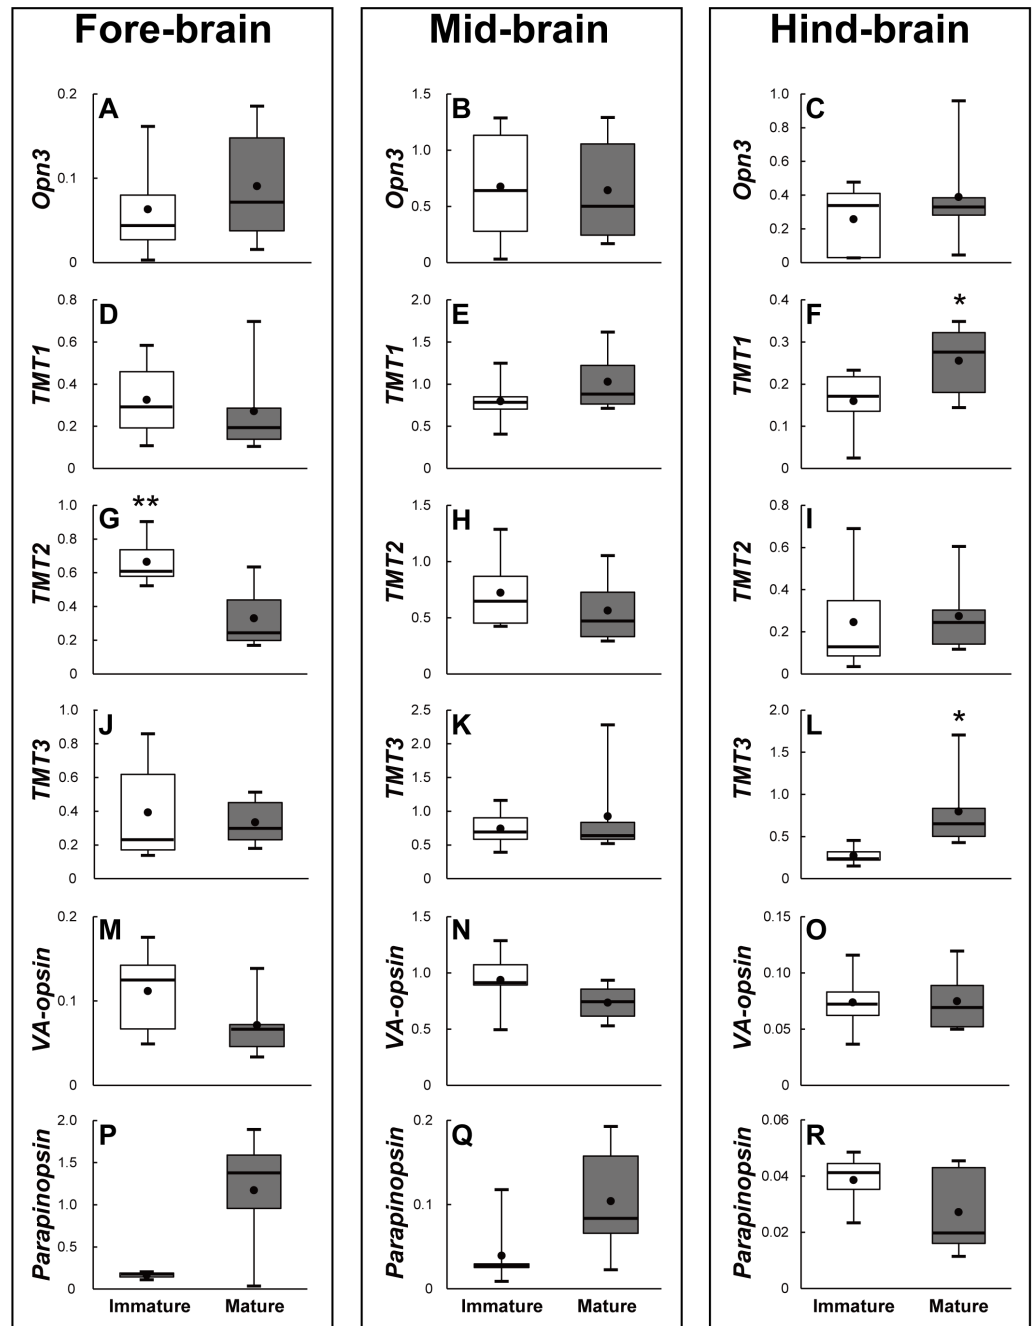 Fore-brain Mid-brain Hind-brain
A B C
Opn3 Opn3 Opn3
0.2 0.1 0
1.5 1.0 0.5 0
1.0 0.8 0.6 0.4 0.2 0
D E F
TMT1 TMT1 TMT1
0.8 0.6 0.4 0.2 0
2.0 1.5 1.0 0.5 0
0.4 0.3 0.2 0.1 0
*
G H I
TMT2 TMT2 TMT2
1.0 0.8 0.6 0.4 0.2 0
**
1.5 1.0 0.5 0
0.8 0.6 0.4 0.2 0
J K L
TMT3 TMT3 TMT3
1.0 0.8 0.6 0.4 0.2 0
2.5 2.0 1.5 1.0 0.5 0
2.0 1.5 1.0 0.5 0
*
M N O
VA-opsin VA-opsin VA-opsin
0.2 0.1 0
1.5 1.0 0.5 0
0.15 0.10 0.05 0
P Q R
Parapinopsin Parapinopsin Parapinopsin
2.0 1.5 1.0 0.5 0
0.2 0.1 0
0.06 0.04 0.02 0
Immature Mature Immature Mature Immature Mature